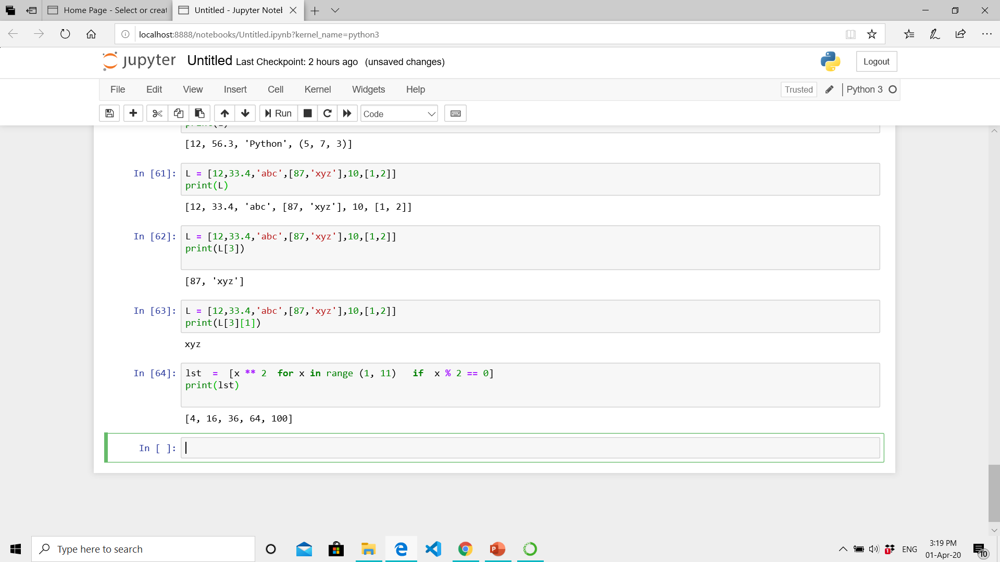 Home Page - Select or creat
Untitled - Jupyter Noteb
localhost:8888/notebooks/Untitled.ipynb?kernel_name=python3
jupyter Untitled Last Checkpoint: 2 hours ago (unsaved changes)
Logout
File Edit View Insert Cell Kernel Widgets Help
Trusted
Python 3
Run
Code
[12, 56.3, 'Python', (5, 7, 3)]
In [61]: L = [12,33.4,'abc',[87,'xyz'],10,[1,2]]
print(L)
[12, 33.4, 'abc', [87, 'xyz'], 10, [1, 2]]
In [62]: L = [12,33.4,'abc',[87,'xyz'],10,[1,2]]
print(L[3])
[87, 'xyz']
In [63]: L = [12,33.4,'abc',[87,'xyz'],10,[1,2]]
print(L[3][1])
xyz
In [64]: lst  =  [x ** 2  for x in range (1, 11)   if  x % 2 == 0]
print(lst)
[4, 16, 36, 64, 100]
In [ ]:
Type here to search
1
ENG
3:19 PM
01-Apr-20
10